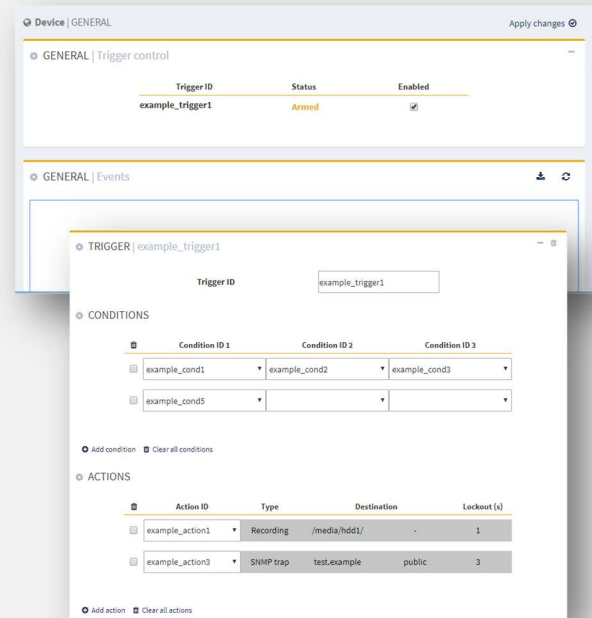 Device | GENERAL Apply changes
GENERAL | Trigger control
Trigger ID Status Enabled
example_trigger1 Armed
GENERAL | Events
TRIGGER | example_trigger1
Trigger ID example_trigger1
CONDITIONS
Condition ID 1 Condition ID 2 Condition ID 3
example_cond1 example_cond2 example_cond3
example_cond5
Add condition Clear all conditions
ACTIONS
Action ID Type Destination Lockout (s)
example_action1 Recording /media/hdd1/ - 1
example_action3 SNMP trap test.example public 3
Add action Clear all actions